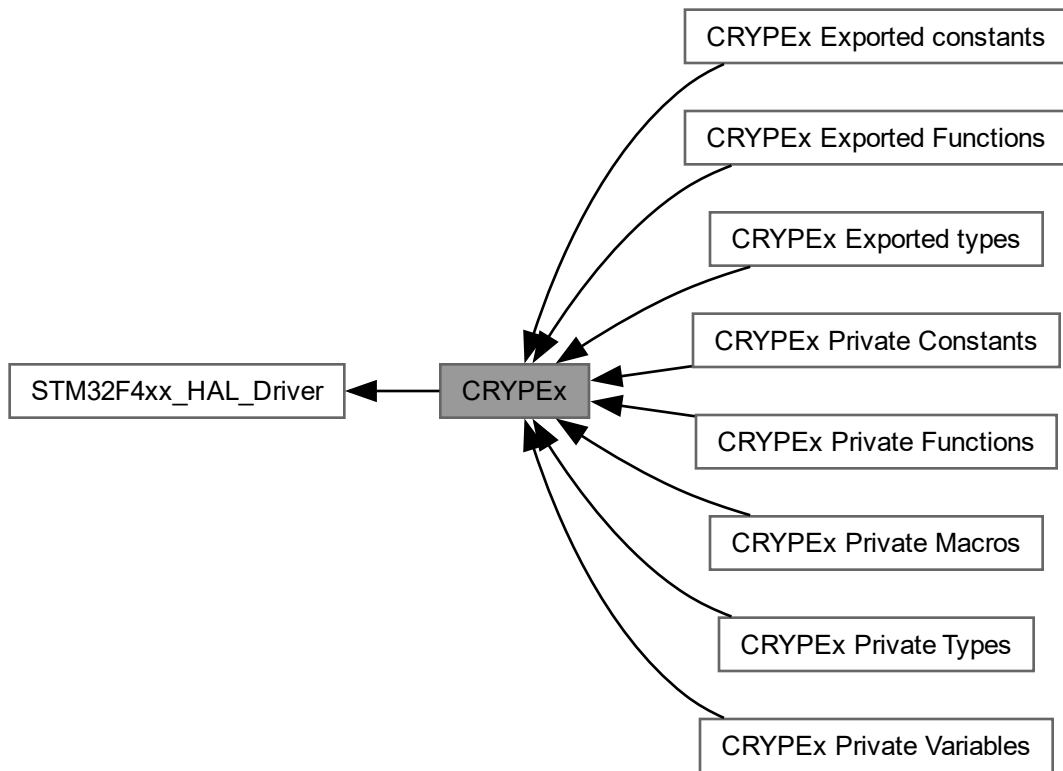 CRYPEx Exported constants
CRYPEx Exported Functions
CRYPEx Exported types
CRYPEx Private Constants
STM32F4xx_HAL_Driver
CRYPEx
CRYPEx Private Functions
CRYPEx Private Macros
CRYPEx Private Types
CRYPEx Private Variables